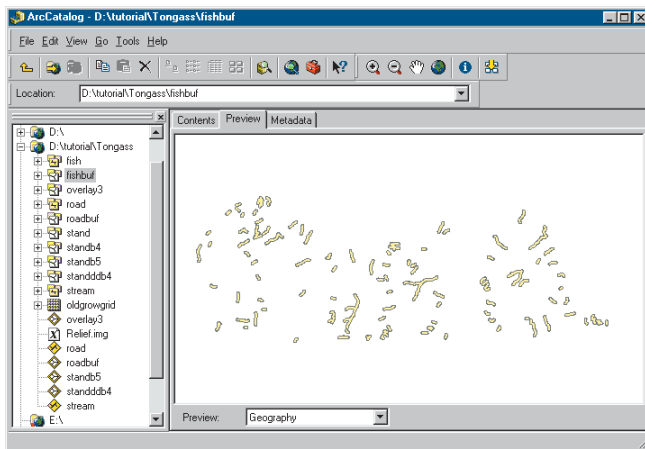 ArcCatalog - D:\tutorial\Tongass\fishbuf
File Edit View Go Tools Help
Location: D:\tutorial\Tongass\fishbuf
Contents Preview Metadata
D:\
D:\tutorial\Tongass
fish
fishbuf
overlay3
road
roadbuf
stand
standb4
standb5
standddb4
stream
oldgrowgrid
overlay3
Relief.img
road
roadbuf
standb5
standddb4
stream
E:\
Preview: Geography